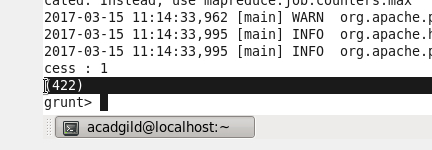 cated. Instead, use mapreduce.job.counters.max
2017-03-15 11:14:33,962 [main] WARN  org.apache.p
2017-03-15 11:14:33,995 [main] INFO  org.apache.h
2017-03-15 11:14:33,995 [main] INFO  org.apache.p
cess : 1
(422)
grunt>
acadgild@localhost:~